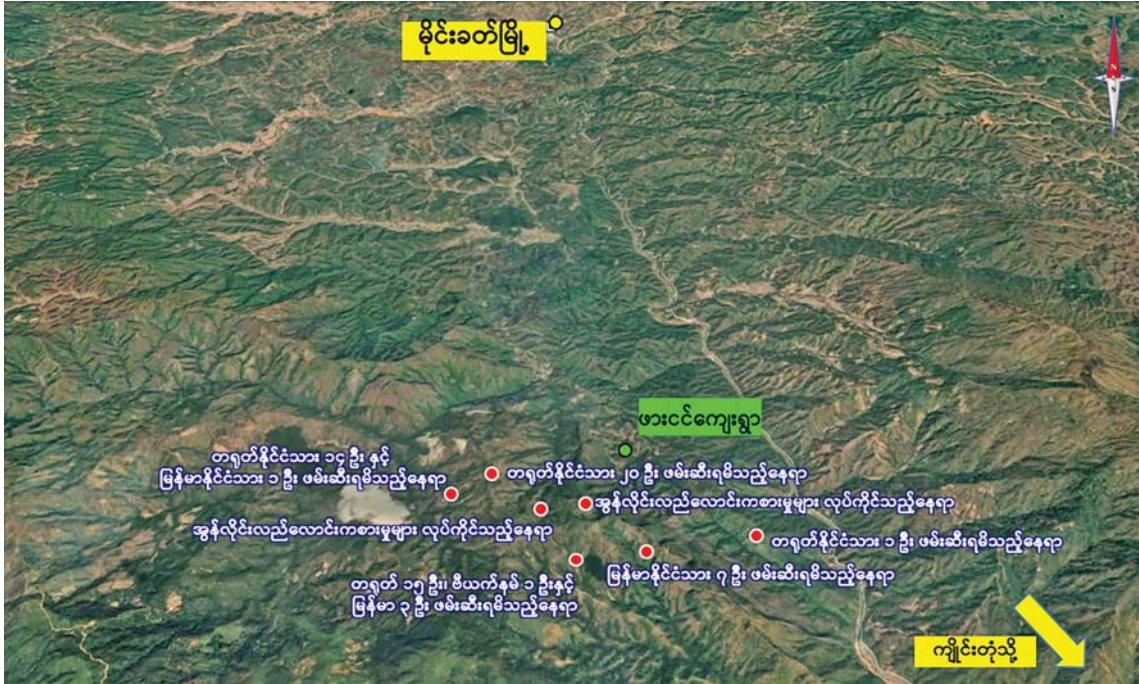 မိုင်းခတ်မြို့
N
S
ဖားငင်ကျေးရွာ
တရုတ်နိုင်ငံသား ၁၄ ဦး နှင့်
မြန်မာနိုင်ငံသား ၁ ဦး ဖမ်းဆီးရမိသည့်နေရာ
တရုတ်နိုင်ငံသား ၂၀ ဦး ဖမ်းဆီးရမိသည့်နေရာ
အွန်လိုင်းလည်လောင်းကစားမှုများ လုပ်ကိုင်သည့်နေရာ
အွန်လိုင်းလည်လောင်းကစားမှုများ လုပ်ကိုင်သည့်နေရာ
တရုတ်နိုင်ငံသား ၁ ဦး ဖမ်းဆီးရမိသည့်နေရာ
မြန်မာနိုင်ငံသား ၇ ဦး ဖမ်းဆီးရမိသည့်နေရာ
တရုတ် ၁၅ ဦး၊ ဗီယက်နမ် ၁ ဦးနှင့်
မြန်မာ ၃ ဦး ဖမ်းဆီးရမိသည့်နေရာ
ကျိုင်းတုံသို့